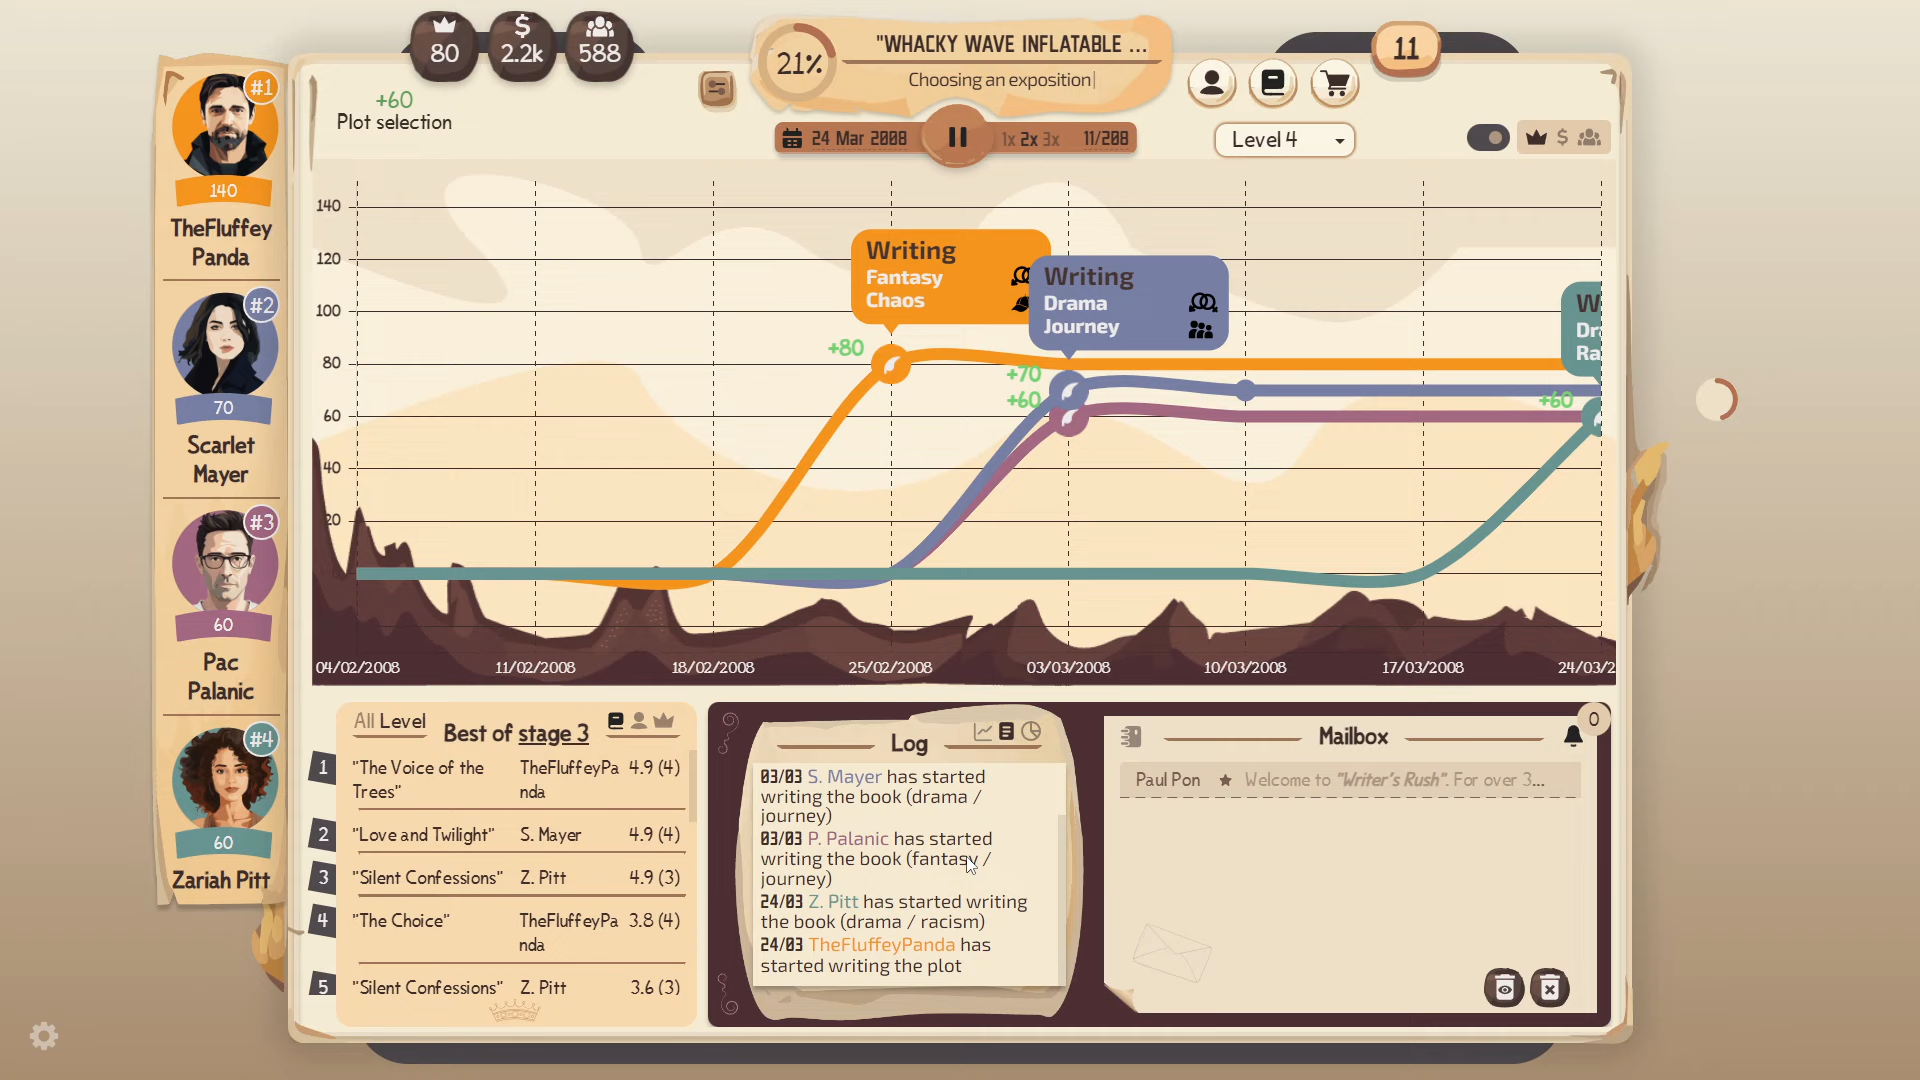 80
2.2k
588
21%
"WHACKY WAVE INFLATABLE ...
Choosing an exposition
11
+60
Plot selection
24 Mar 2008
1x 2x 3x
11/208
Level 4
$
#1
140
TheFluffey
Panda
#2
70
Scarlet
Mayer
#3
60
Pac
Palanic
#4
60
Zariah Pitt
140
120
100
80
60
40
20
Writing
Fantasy
Chaos
Writing
Drama
Journey
+80
+70
+60
+60
04/02/2008
11/02/2008
18/02/2008
25/02/2008
03/03/2008
10/03/2008
17/03/2008
24/03/2
All Level
Best of stage 3
1 "The Voice of the Trees" TheFluffeyPanda 4.9 (4)
2 "Love and Twilight" S. Mayer 4.9 (4)
3 "Silent Confessions" Z. Pitt 4.9 (3)
4 "The Choice" TheFluffeyPanda 3.8 (4)
5 "Silent Confessions" Z. Pitt 3.6 (3)
Log
03/03 S. Mayer has started
writing the book (drama /
journey)
03/03 P. Palanic has started
writing the book (fantasy /
journey)
24/03 Z. Pitt has started writing
the book (drama / racism)
24/03 TheFluffeyPanda has
started writing the plot
Mailbox
0
Paul Pon ★ Welcome to "Writer's Rush". For over 3...